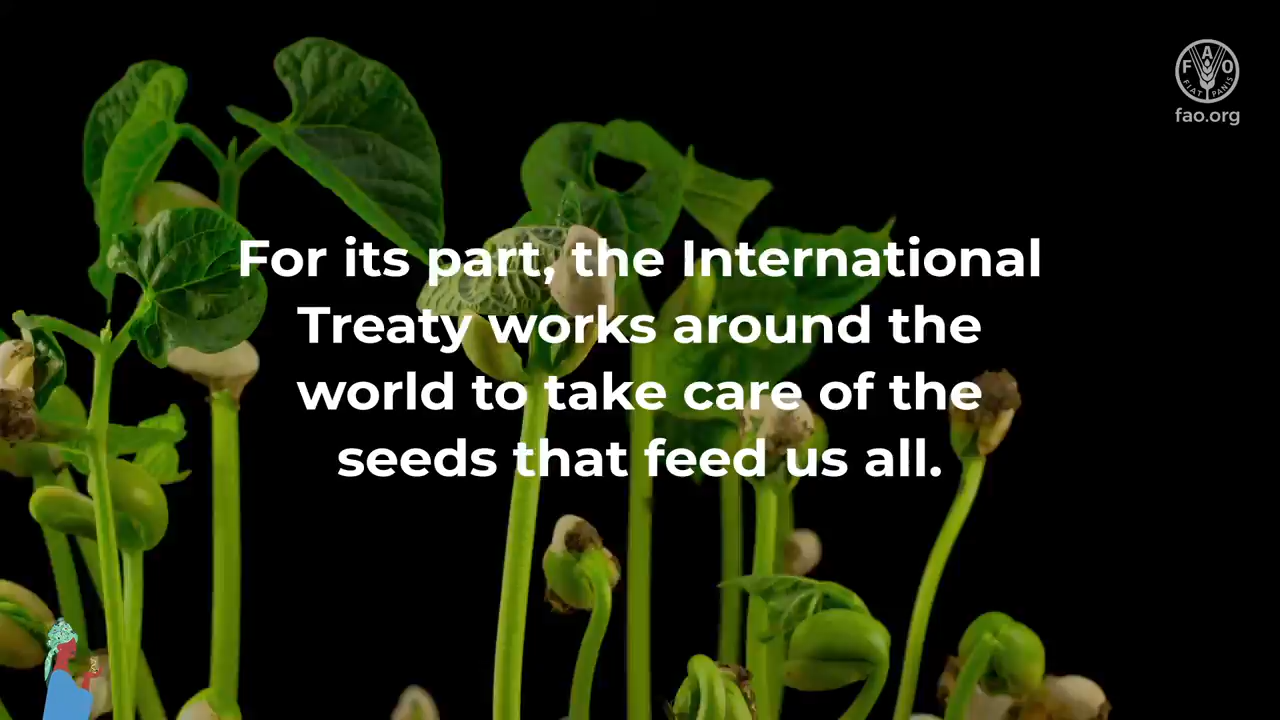 FAO
FIAT PANIS
fao.org
For its part, the International
Treaty works around the
world to take care of the
seeds that feed us all.